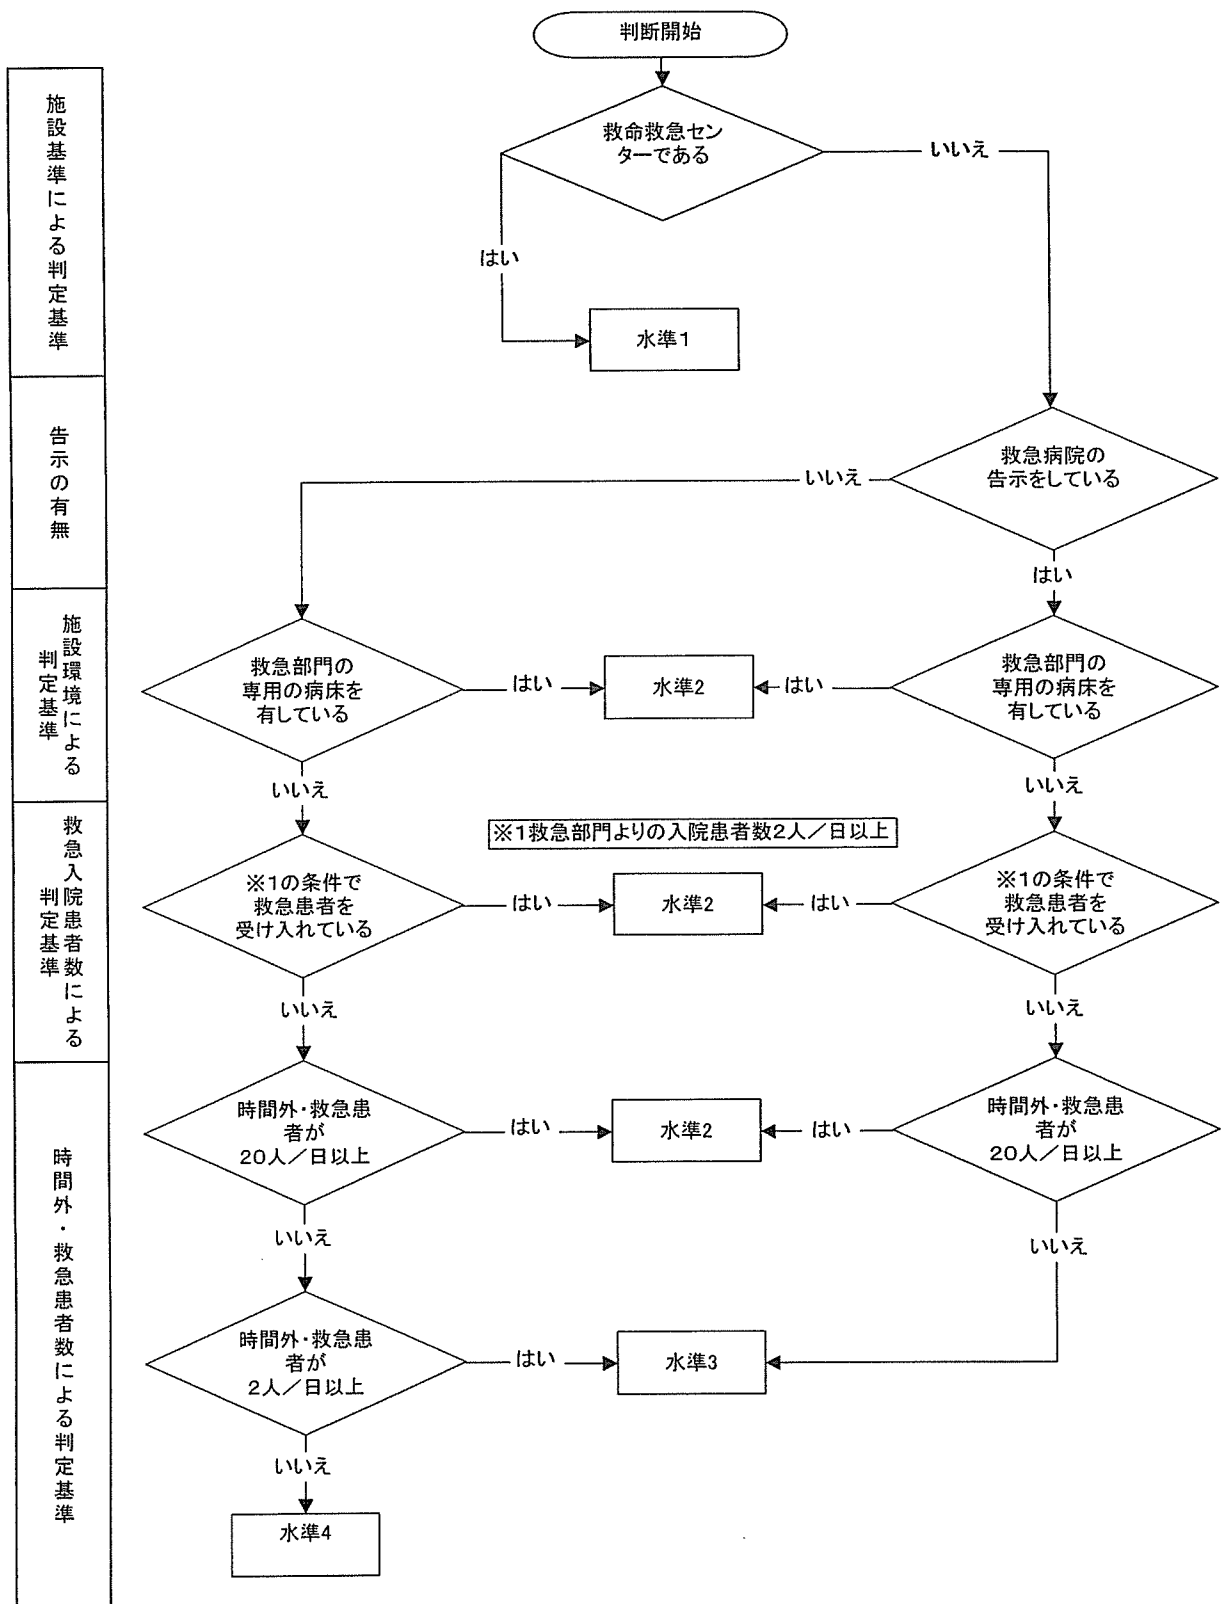 判断開始
施設基準による判定基準
救命救急セン
ターである
いいえ
はい
水準1
告示の有無
救急病院の
告示をしている
いいえ
はい
施設環境による
判定基準
救急部門の
専用の病床を
有している
はい
水準2
はい
救急部門の
専用の病床を
有している
いいえ
いいえ
救急入院患者数による
判定基準
※1救急部門よりの入院患者数2人/日以上
※1の条件で
救急患者を
受け入れている
はい
水準2
はい
※1の条件で
救急患者を
受け入れている
いいえ
いいえ
時間外・救急患者数による判定基準
時間外・救急患
者が
20人/日以上
はい
水準2
はい
時間外・救急患
者が
20人/日以上
いいえ
いいえ
時間外・救急患
者が
2人/日以上
はい
水準3
いいえ
水準4